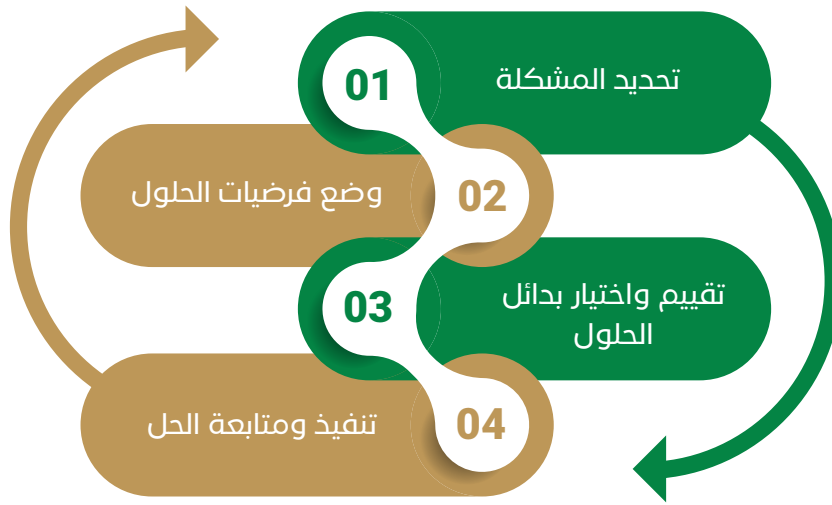 01
تحديد المشكلة
02
وضع فرضيات الحلول
03
تقييم واختيار بدائل
الحلول
04
تنفيذ ومتابعة الحل